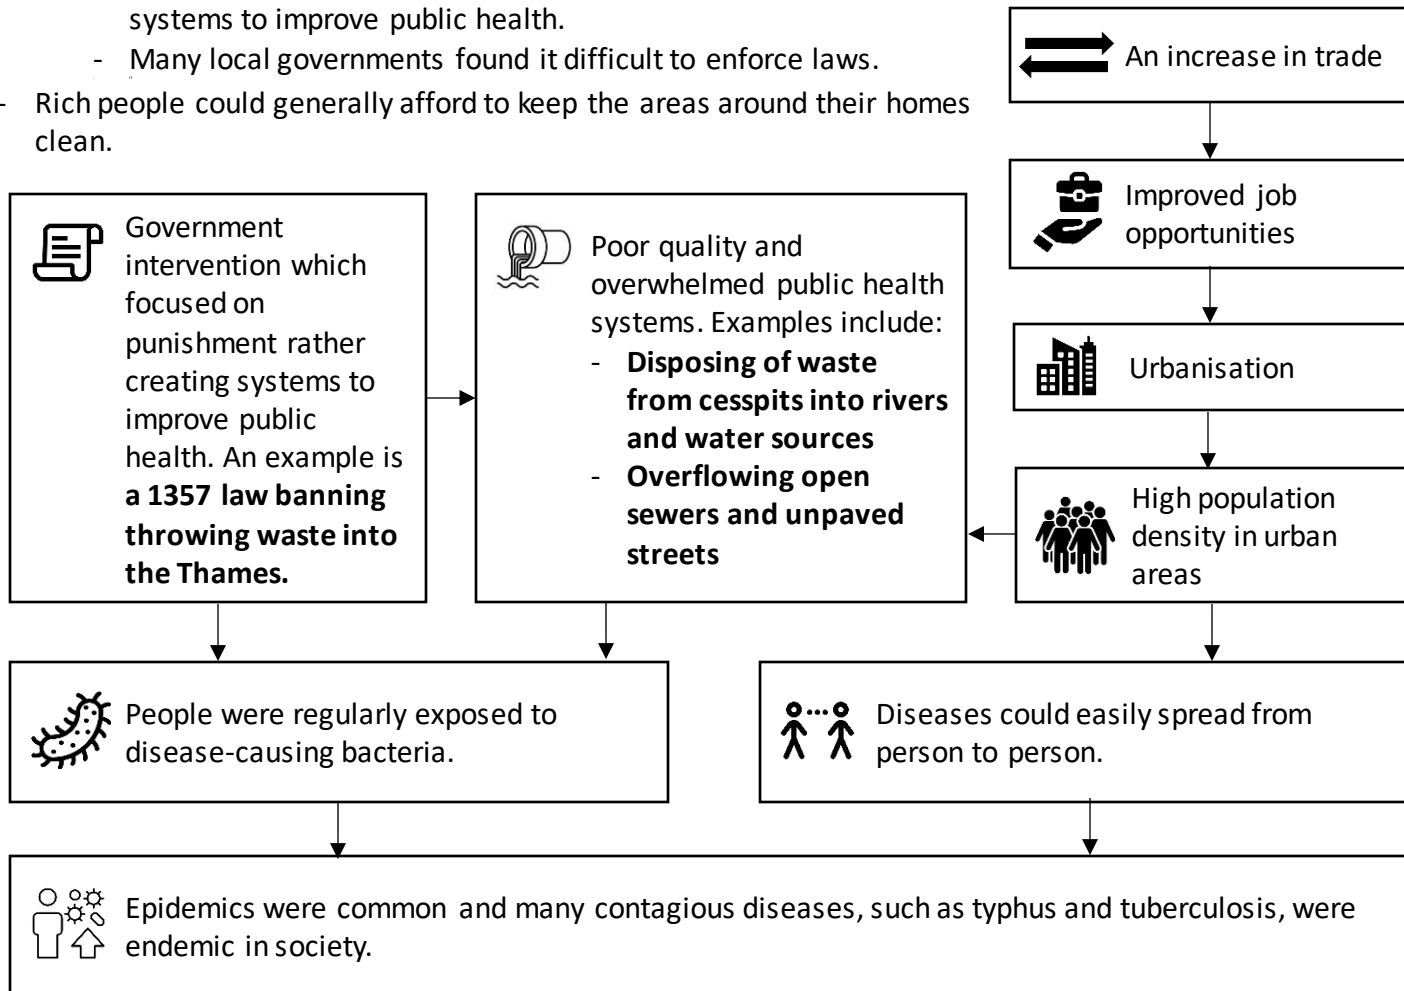 systems to improve public health.
- Many local governments found it difficult to enforce laws.
- Rich people could generally afford to keep the areas around their homes
clean.
An increase in trade
Improved job
opportunities
Urbanisation
High population
density in urban
areas
Government
intervention which
focused on
punishment rather
creating systems to
improve public
health. An example is
a 1357 law banning
throwing waste into
the Thames.
Poor quality and
overwhelmed public health
systems. Examples include:
- Disposing of waste
from cesspits into rivers
and water sources
- Overflowing open
sewers and unpaved
streets
People were regularly exposed to
disease-causing bacteria.
Diseases could easily spread from
person to person.
Epidemics were common and many contagious diseases, such as typhus and tuberculosis, were
endemic in society.